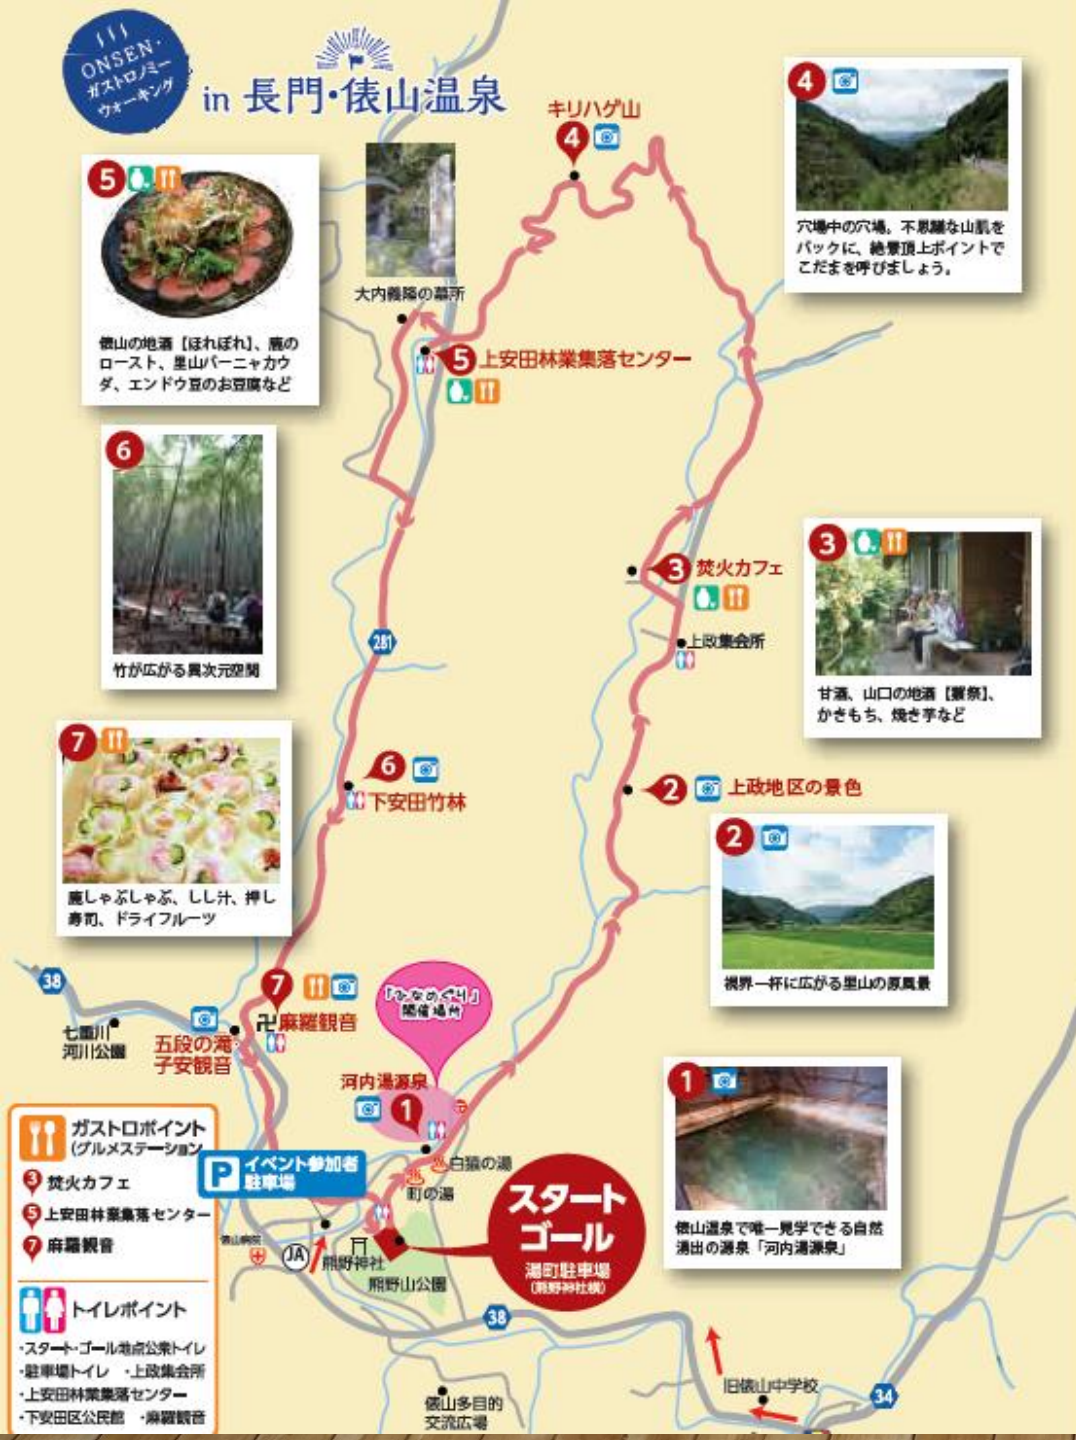 ONSEN・
ガストロノミー
ウォーキング
in 長門・俵山温泉
キリハゲ山
4
4
穴場中の穴場。不思議な山肌を
バックに、絶景頂上ポイントで
こだまを呼びましょう。
5
俵山の地酒【ほれぼれ】、鹿の
ロースト、里山バーニャカウ
ダ、エンドウ豆のお豆腐など
大内義隆の墓所
5 上安田林業集落センター
6
竹が広がる異次元空間
3
甘酒、山口の地酒【獺祭】、
かきもち、焼き芋など
3 焚火カフェ
上政集会所
281
7
鹿しゃぶしゃぶ、しし汁、押し
寿司、ドライフルーツ
6
下安田竹林
2 上政地区の景色
2
視界一杯に広がる里山の原風景
38
七重川
河川公園
五段の滝
子安観音
7
卍麻羅観音
「ひなめぐり」
開催場所
河内湯源泉
1
1
俵山温泉で唯一見学できる自然
湧出の源泉「河内湯源泉」
ガストロポイント
(グルメステーション
3 焚火カフェ
5 上安田林業集落センター
7 麻羅観音
トイレポイント
・スタート・ゴール地点公衆トイレ
・駐車場トイレ ・上政集会所
・上安田林業集落センター
・下安田区公民館 ・麻羅観音
P イベント参加者
駐車場
白猿の湯
町の湯
スタート
ゴール
湯町駐車場
(熊野神社横)
俵山病院
JA
熊野神社
熊野山公園
38
俵山多目的
交流広場
旧俵山中学校
34